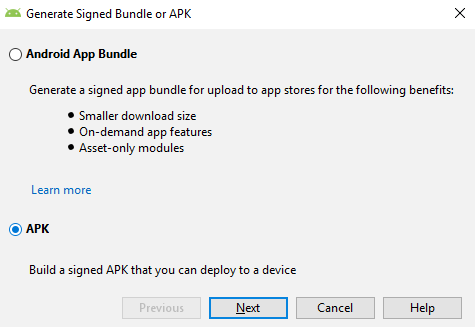 Generate Signed Bundle or APK
Android App Bundle
Generate a signed app bundle for upload to app stores for the following benefits:
Smaller download size
On-demand app features
Asset-only modules
Learn more
APK
Build a signed APK that you can deploy to a device
Previous Next Cancel Help